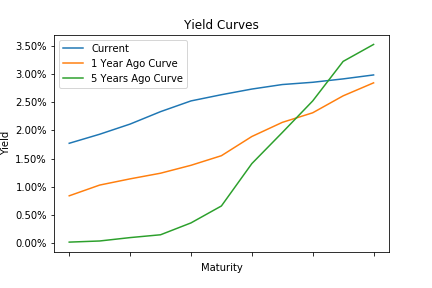 Yield Curves
Current
1 Year Ago Curve
5 Years Ago Curve
3.50%
3.00%
2.50%
2.00%
1.50%
1.00%
0.50%
0.00%
Yield
Maturity